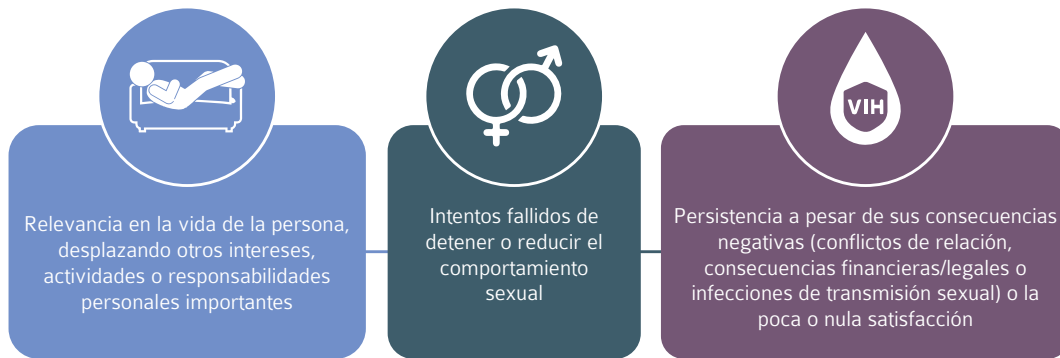 Relevancia en la vida de la persona,
desplazando otros intereses,
actividades o responsabilidades
personales importantes
Intentos fallidos de
detener o reducir el
comportamiento
sexual
VIH
Persistencia a pesar de sus consecuencias
negativas (conflictos de relación,
consecuencias financieras/legales o
infecciones de transmisión sexual) o la
poca o nula satisfacción